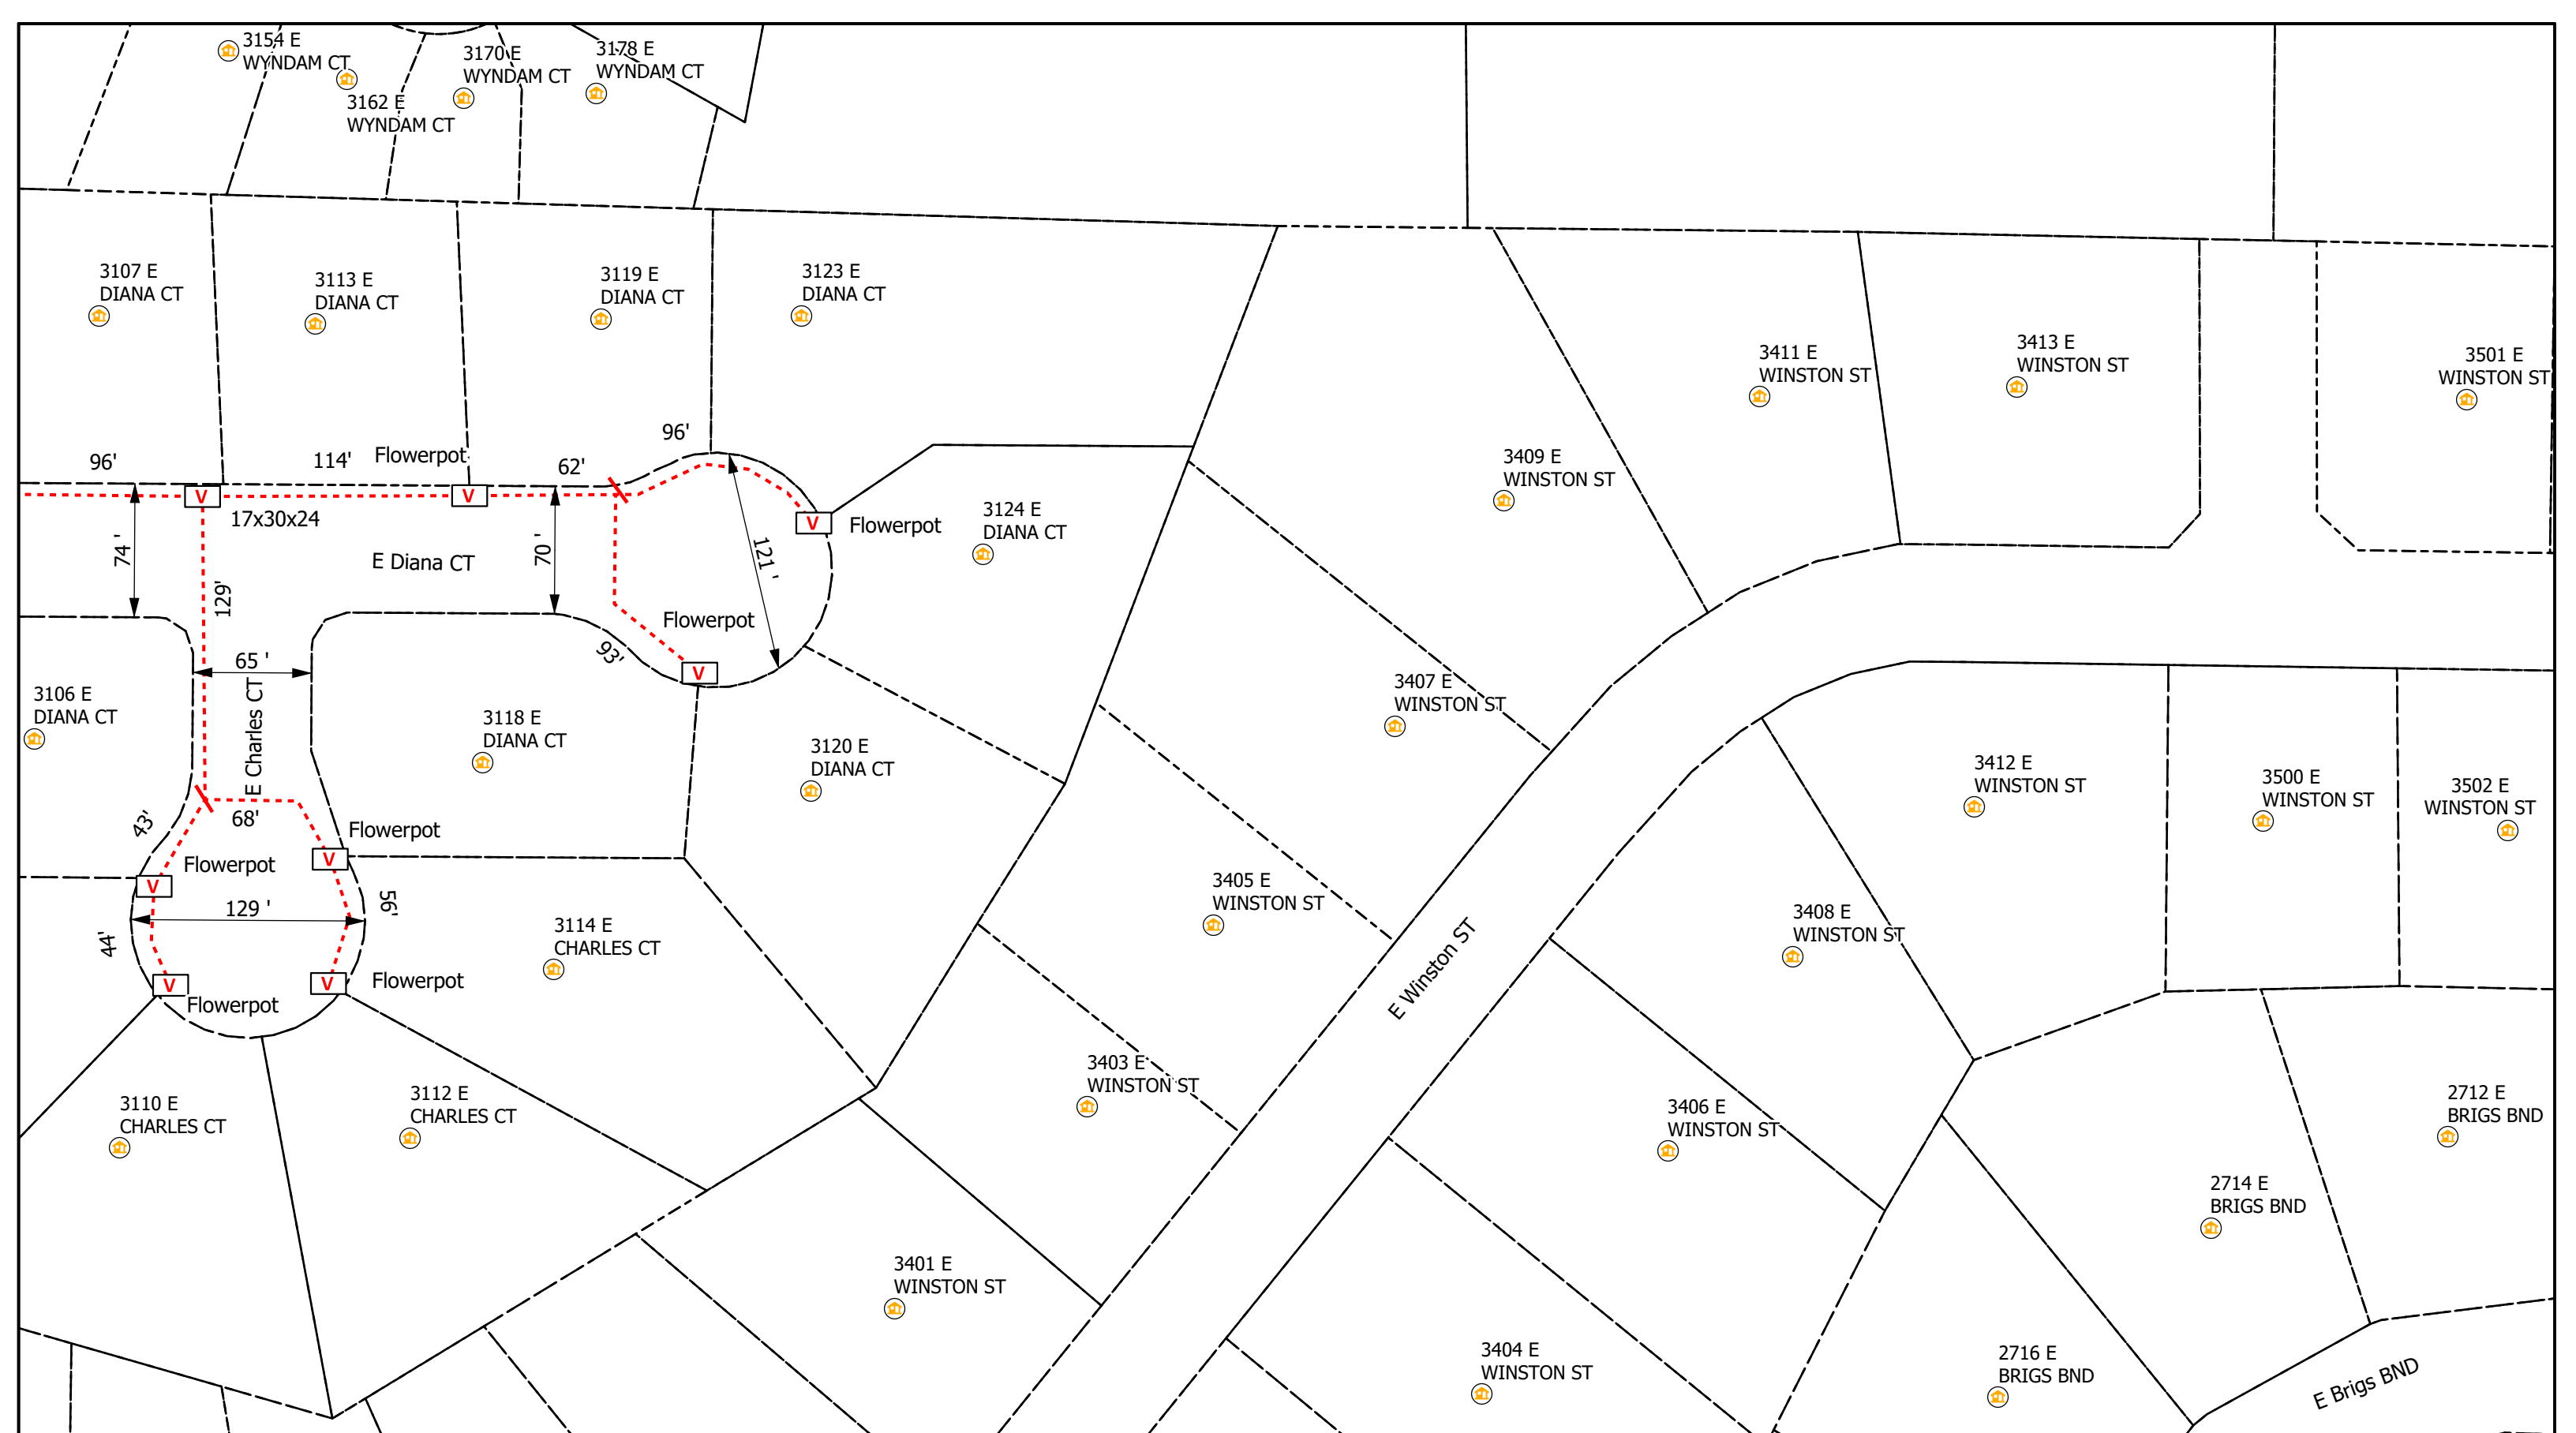 3154 E
WYNDAM CT
3162 E
WYNDAM CT
3170 E
WYNDAM CT
3178 E
WYNDAM CT
3107 E
DIANA CT
3113 E
DIANA CT
3119 E
DIANA CT
3123 E
DIANA CT
3411 E
WINSTON ST
3413 E
WINSTON ST
3501 E
WINSTON ST
96'
114'
Flowerpot
62'
96'
V
17x30x24
V
V
Flowerpot
3124 E
DIANA CT
3409 E
WINSTON ST
74 '
129'
E Diana CT
70 '
121 '
Flowerpot
V
93'
65 '
E Charles CT
3106 E
DIANA CT
3118 E
DIANA CT
3120 E
DIANA CT
3407 E
WINSTON ST
3412 E
WINSTON ST
3500 E
WINSTON ST
3502 E
WINSTON ST
43'
68'
Flowerpot
Flowerpot
V
V
129 '
56'
44'
V
Flowerpot
V
Flowerpot
3114 E
CHARLES CT
3405 E
WINSTON ST
E Winston ST
3408 E
WINSTON ST
3110 E
CHARLES CT
3112 E
CHARLES CT
3403 E
WINSTON ST
3406 E
WINSTON ST
2712 E
BRIGS BND
2714 E
BRIGS BND
3401 E
WINSTON ST
3404 E
WINSTON ST
2716 E
BRIGS BND
E Brigs BND